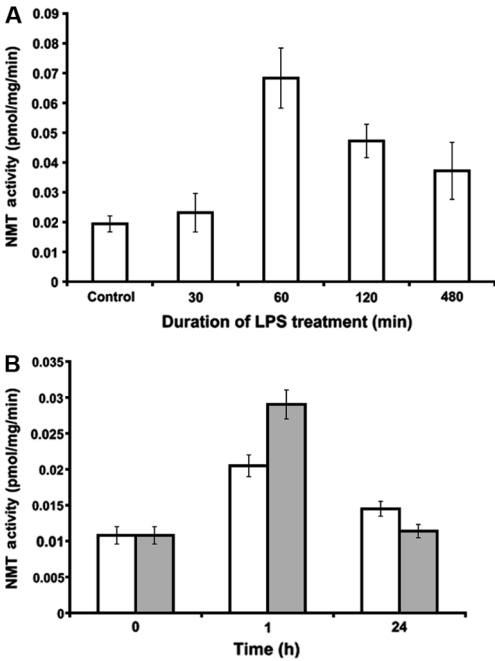 A
NMT activity (pmol/mg/min)
0.09
0.08
0.07
0.06
0.05
0.04
0.03
0.02
0.01
0
Control 30 60 120 480
Duration of LPS treatment (min)
B
NMT activity (pmol/mg/min)
0.035
0.03
0.025
0.02
0.015
0.01
0.005
0
0 1 24
Time (h)